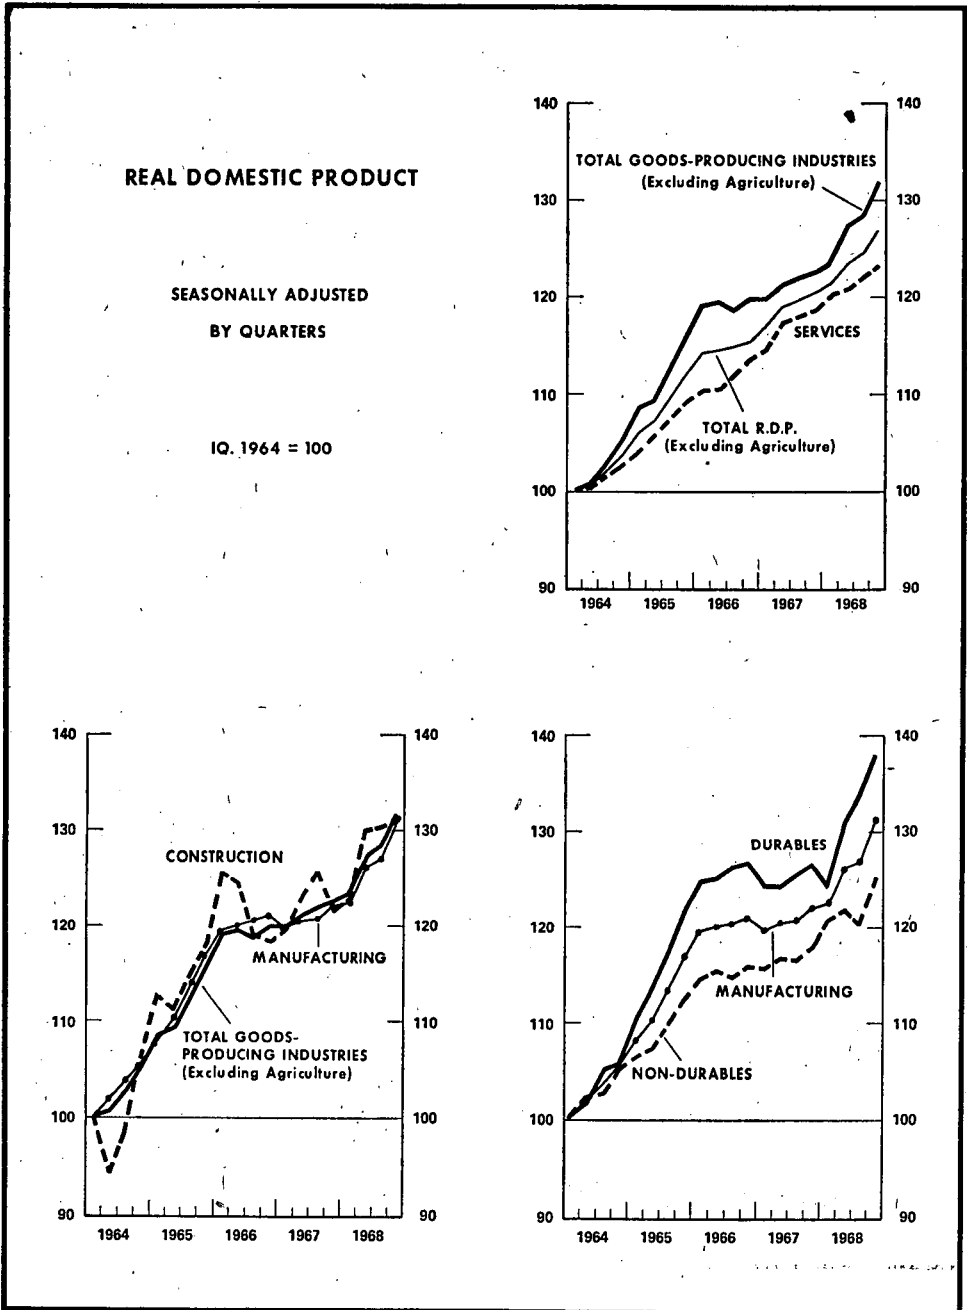 REAL DOMESTIC PRODUCT
SEASONALLY ADJUSTED
BY QUARTERS
IQ. 1964 = 100
140 140
TOTAL GOODS-PRODUCING INDUSTRIES
(Excluding Agriculture)
130 130
120 120
SERVICES
110 110
TOTAL R.D.P.
(Excluding Agriculture)
100 100
90 90
1964 1965 1966 1967 1968
140 140
130 130
CONSTRUCTION
120 120
MANUFACTURING
110 110
TOTAL GOODS-
PRODUCING INDUSTRIES
(Excluding Agriculture)
100 100
90 90
1964 1965 1966 1967 1968
140 140
130 130
DURABLES
120 120
MANUFACTURING
110 110
NON-DURABLES
100 100
90 90
1964 1965 1966 1967 1968